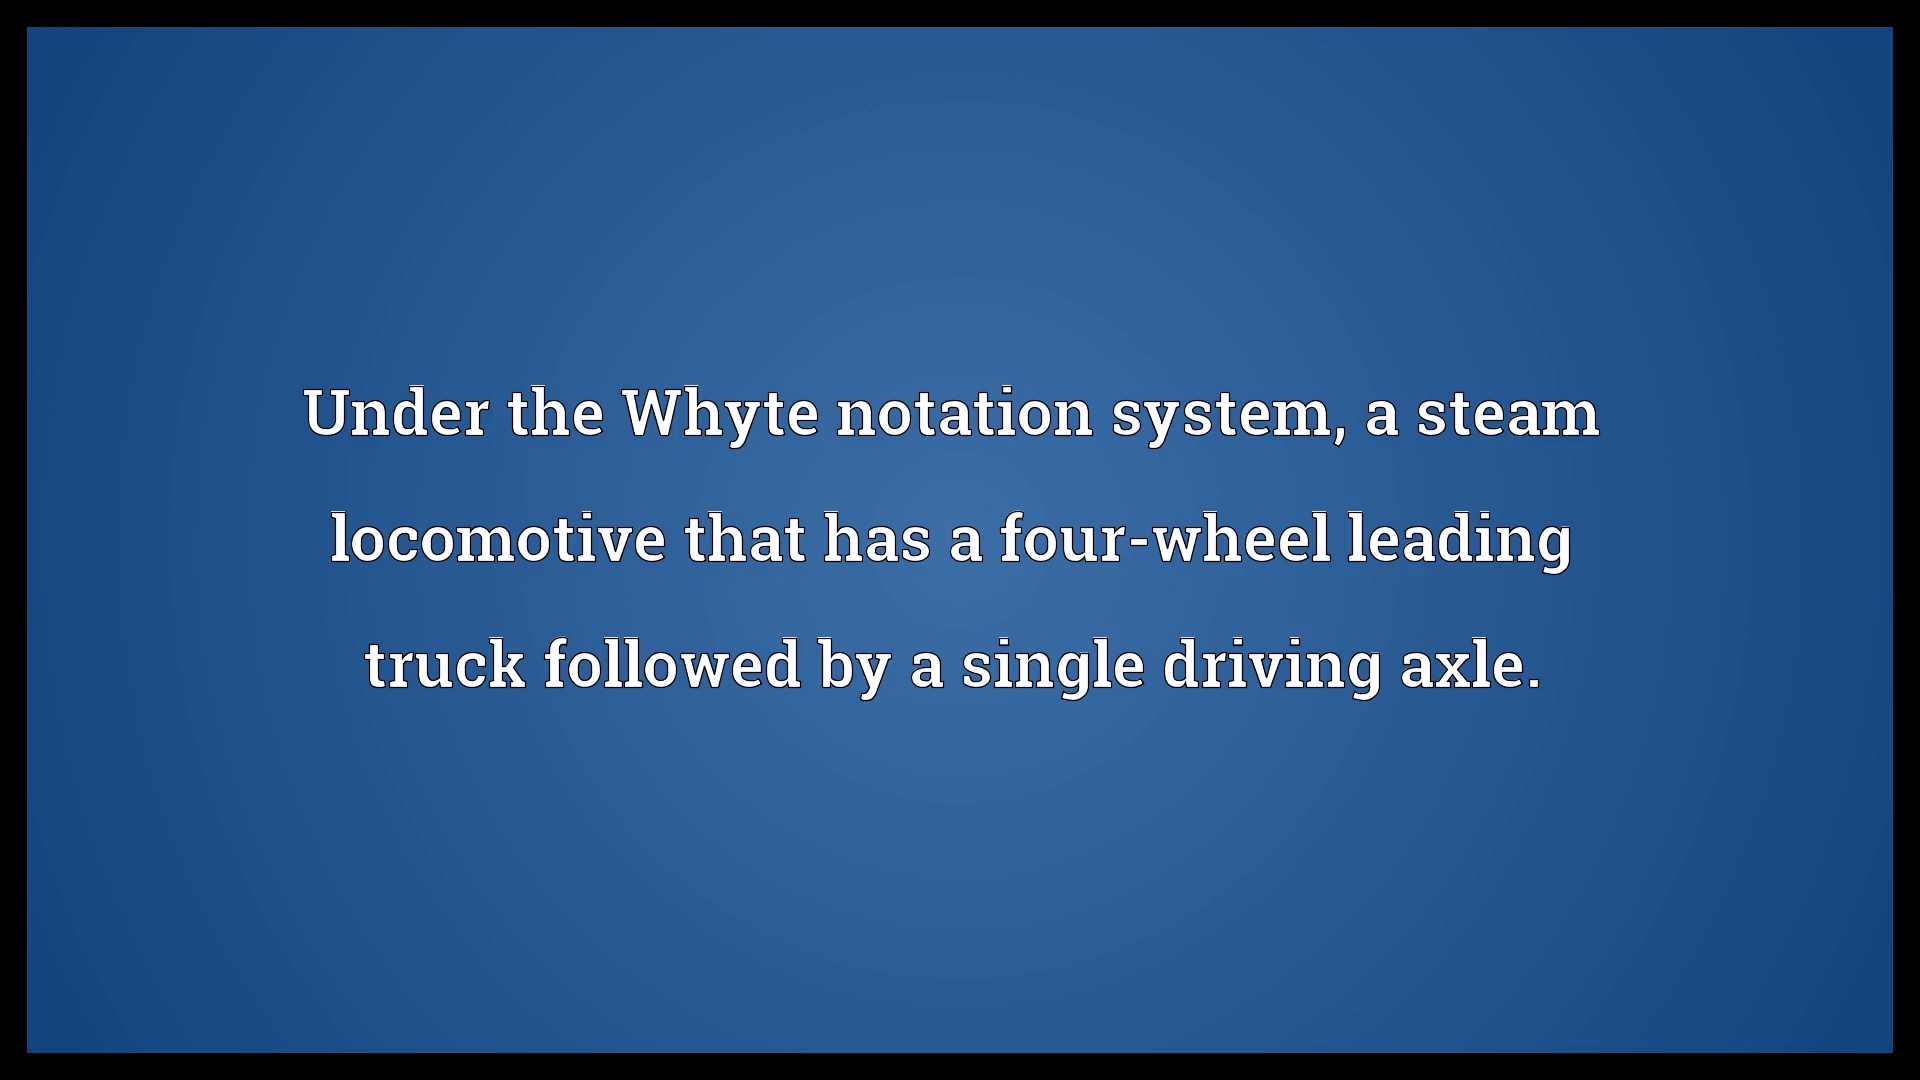 Under the Whyte notation system, a steam
locomotive that has a four-wheel leading
truck followed by a single driving axle.